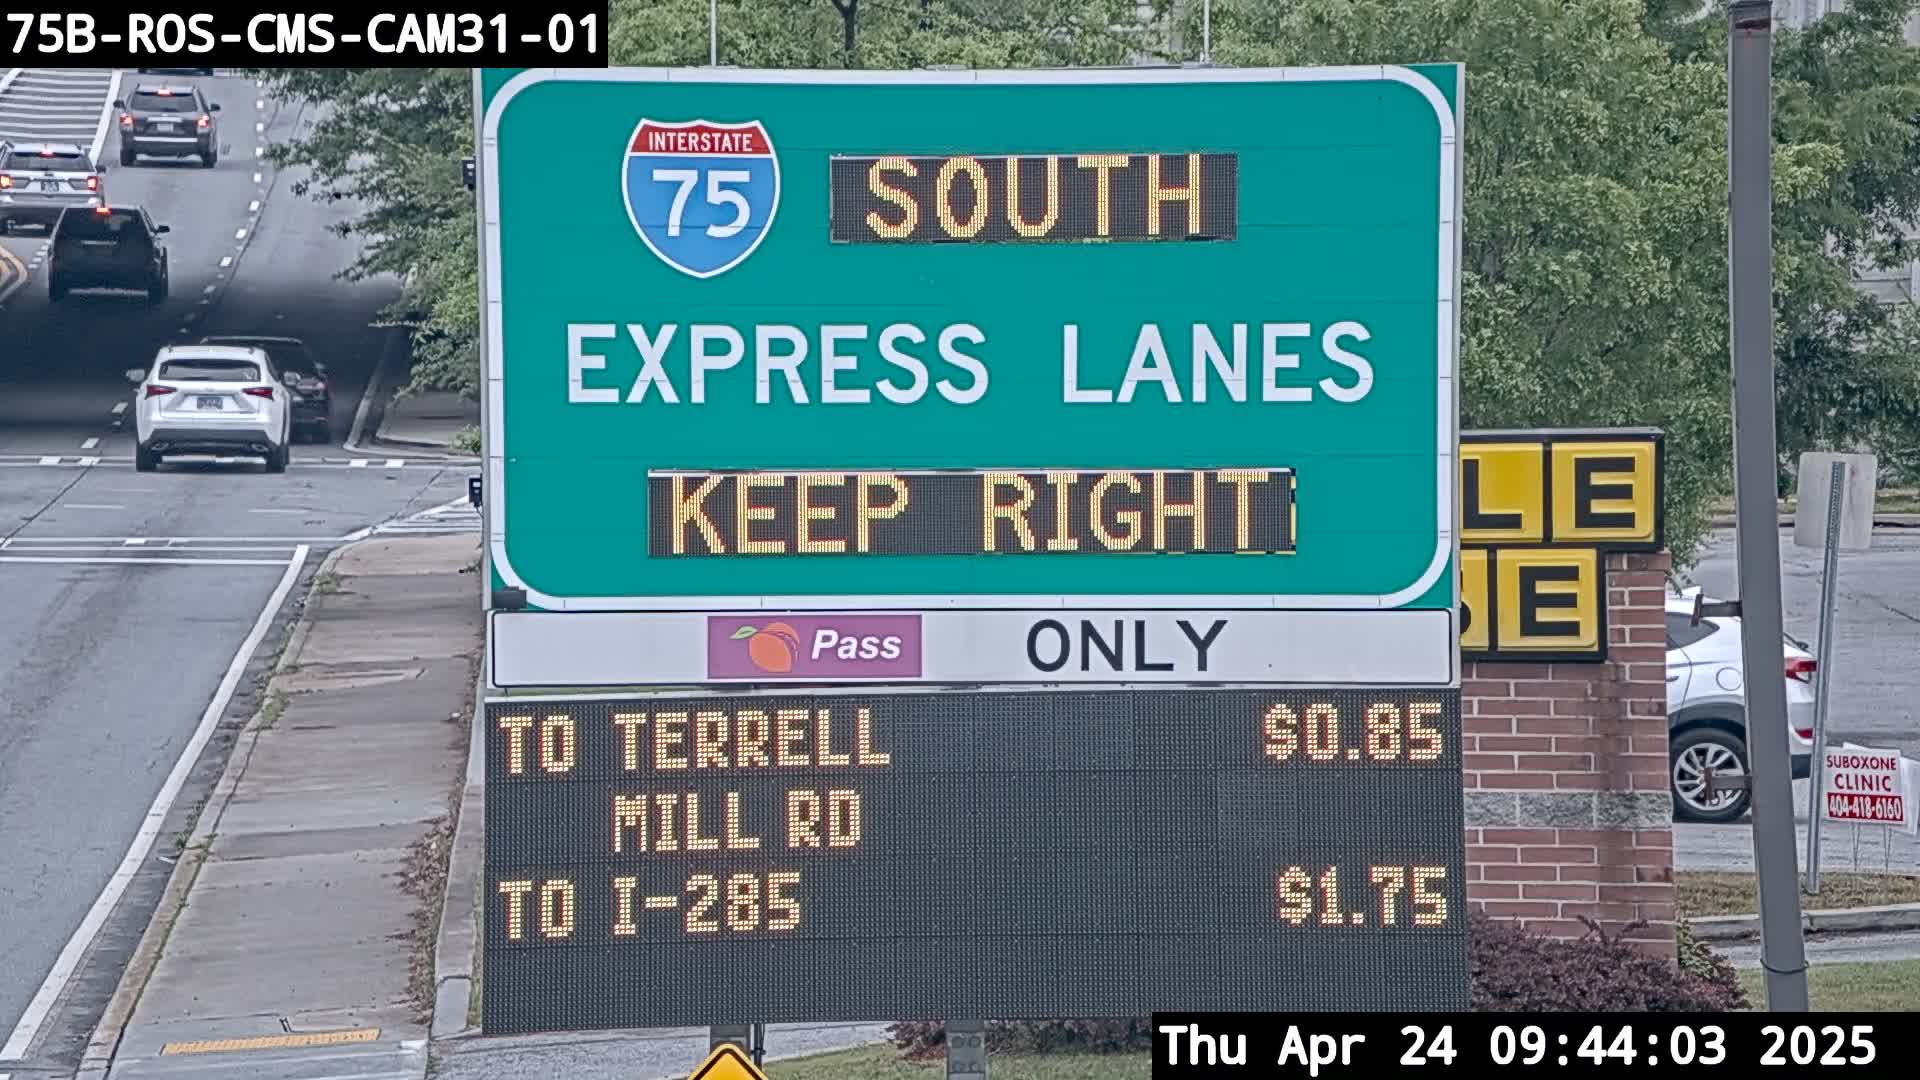 75B-ROS-CMS-CAM31-01
INTERSTATE
75
SOUTH
EXPRESS LANES
KEEP RIGHT
Pass ONLY
TO TERRELL $0.85
MILL RD
TO I-285 $1.75
LE
E
SUBOXONE
CLINIC
404-418-6160
Thu Apr 24 09:44:03 2025